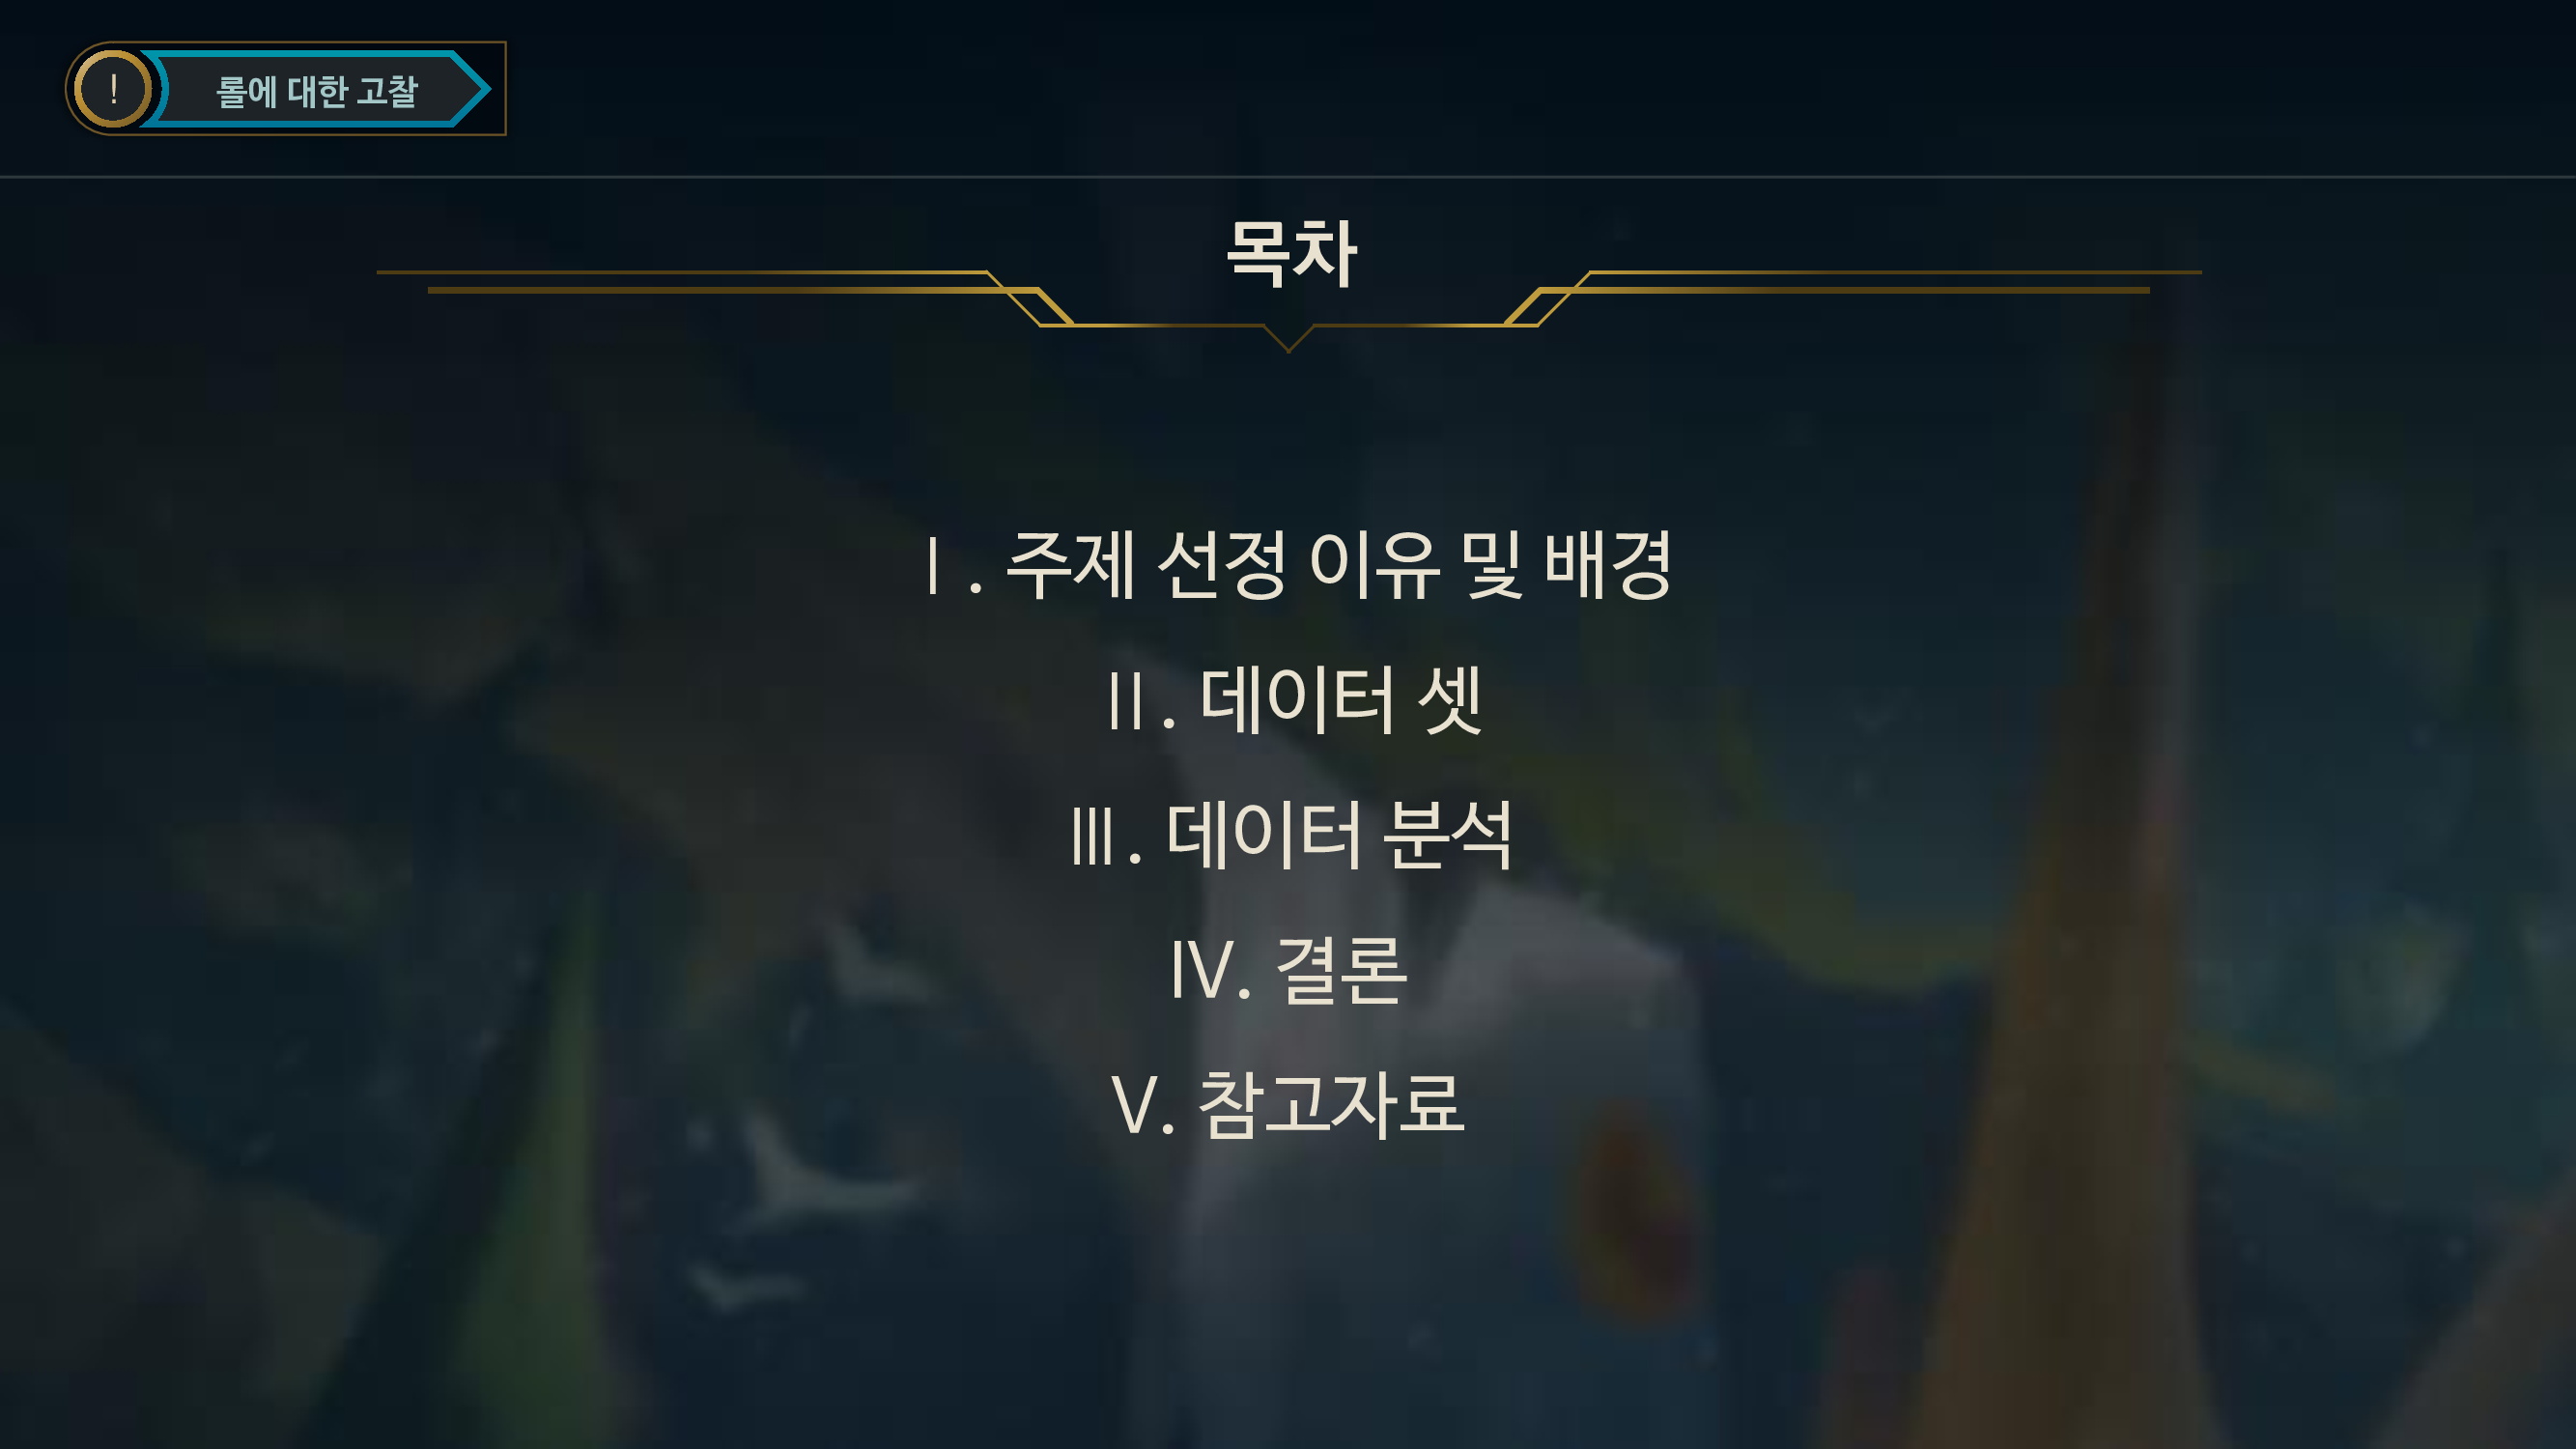 !
롤에 대한 고찰
목차
Ⅰ. 주제 선정 이유 및 배경
Ⅱ. 데이터 셋
Ⅲ. 데이터 분석
Ⅳ. 결론
Ⅴ. 참고자료